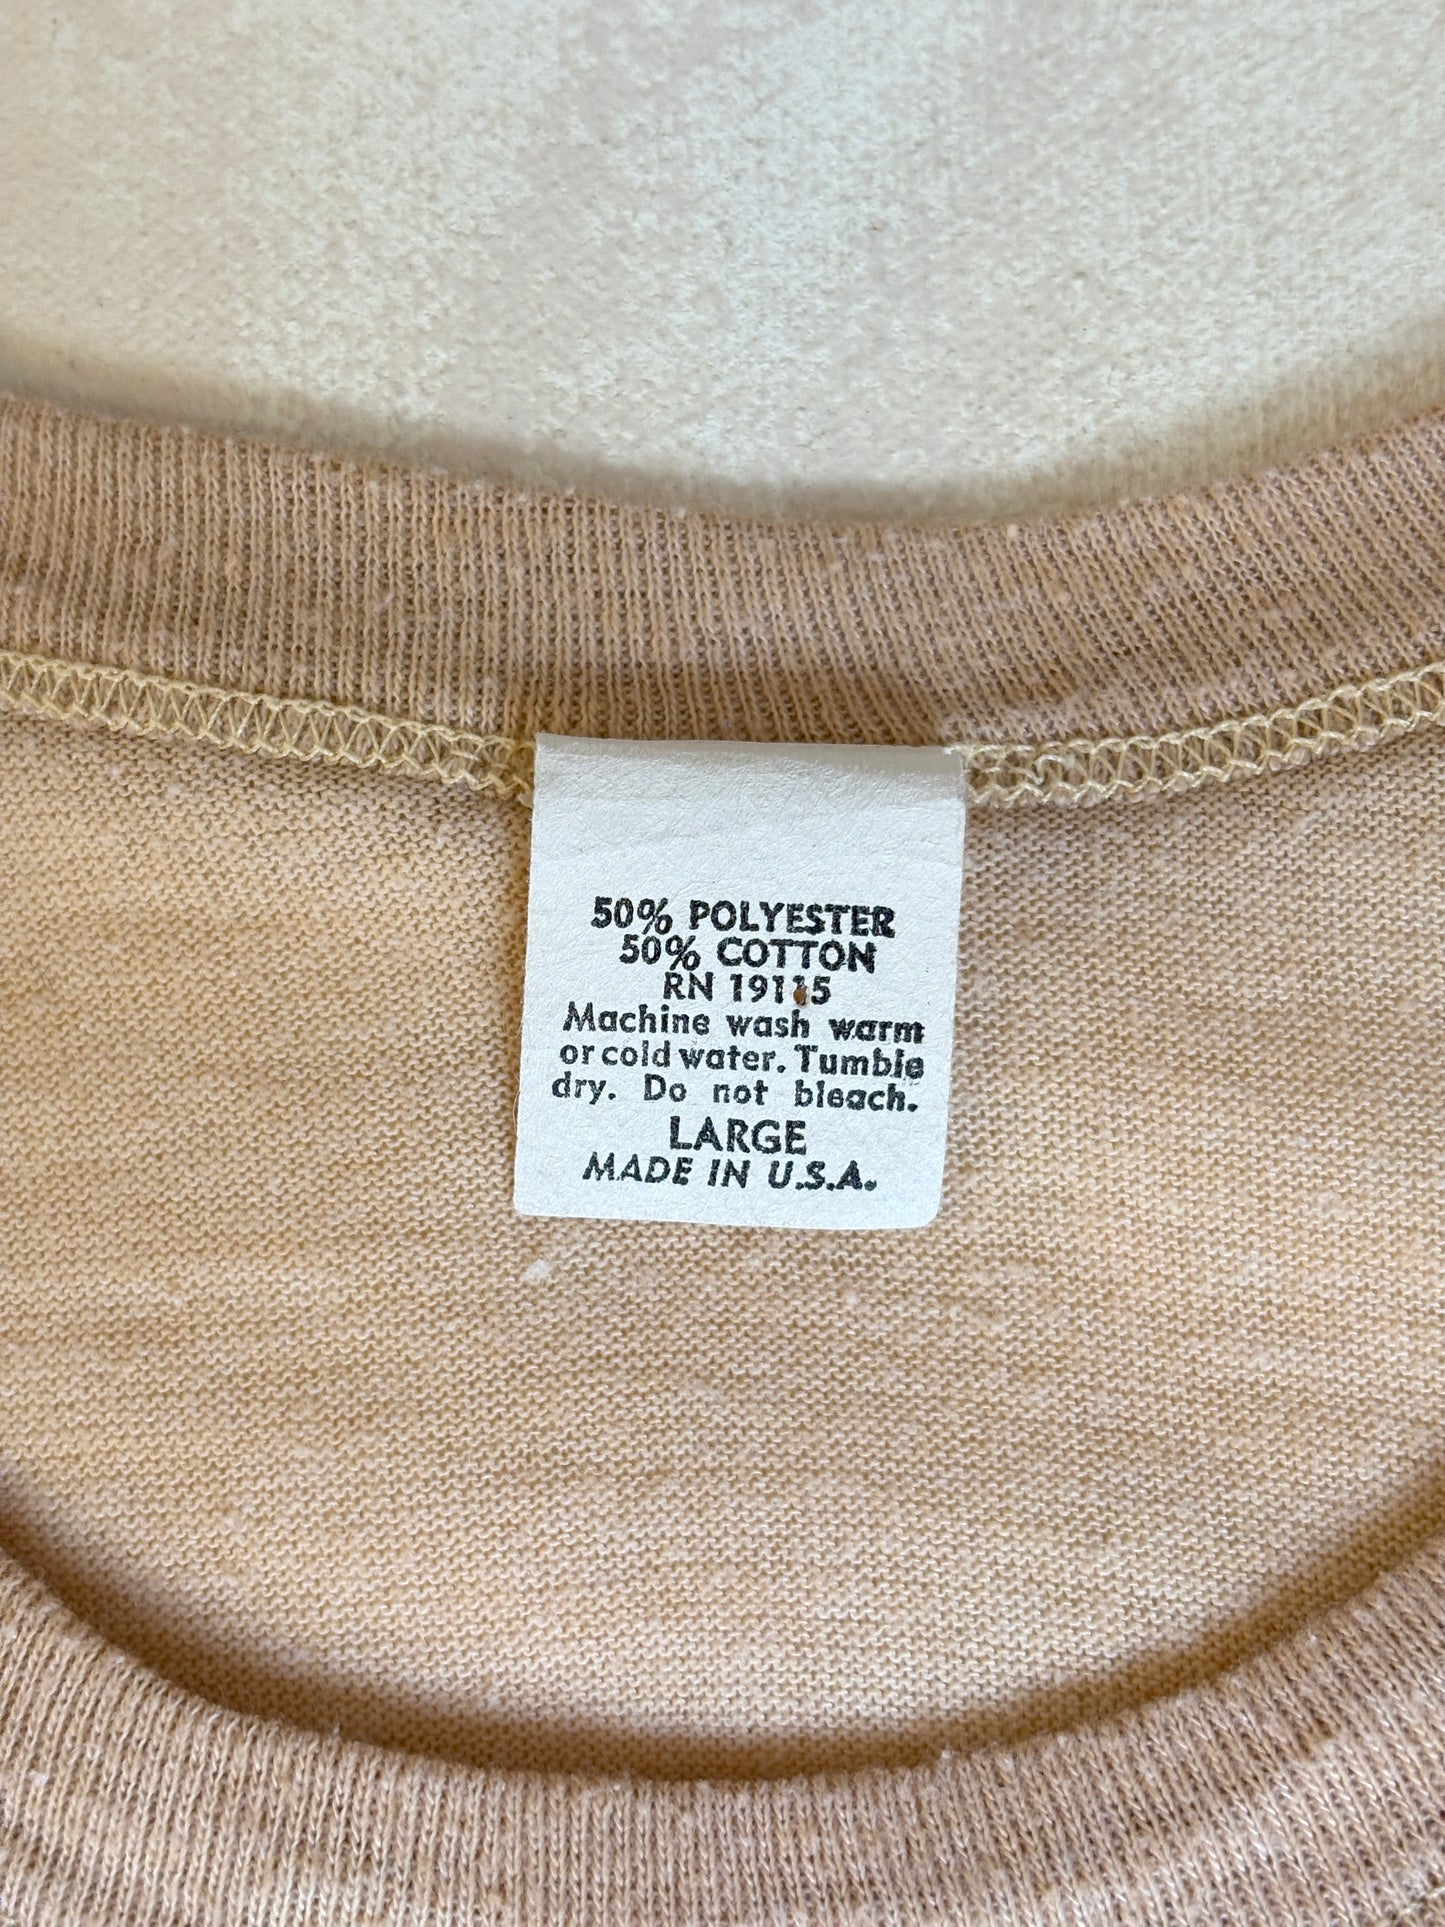 50% POLYESTER
50% COTTON
RN 19115
Machine wash warm
or cold water. Tumble
dry. Do not bleach.
LARGE
MADE IN U.S.A.